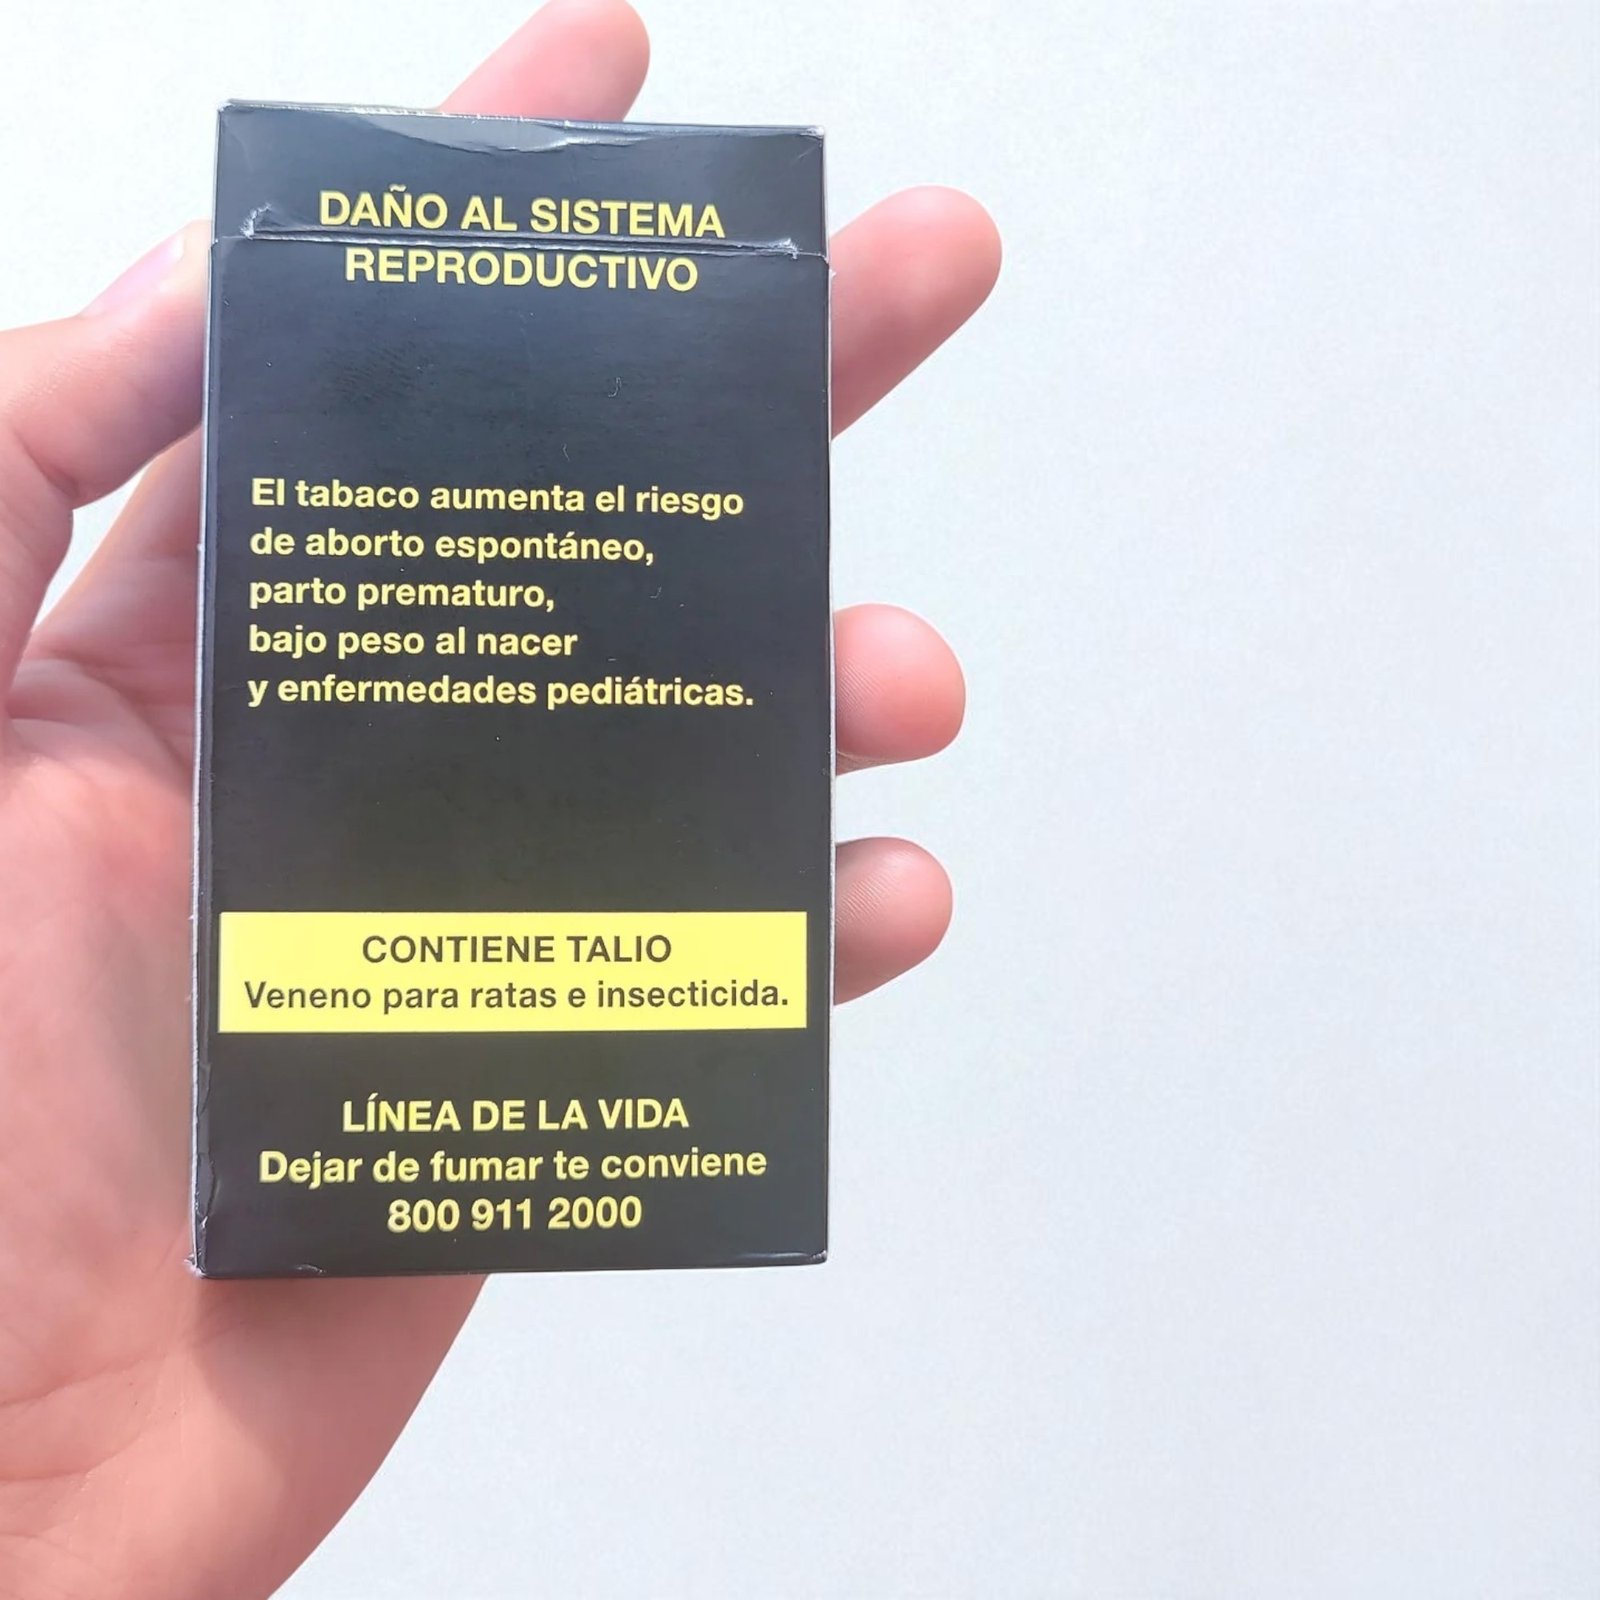 DAÑO AL SISTEMA
REPRODUCTIVO
El tabaco aumenta el riesgo
de aborto espontáneo,
parto prematuro,
bajo peso al nacer
y enfermedades pediátricas.
CONTIENE TALIO
Veneno para ratas e insecticida.
LÍNEA DE LA VIDA
Dejar de fumar te conviene
800 911 2000